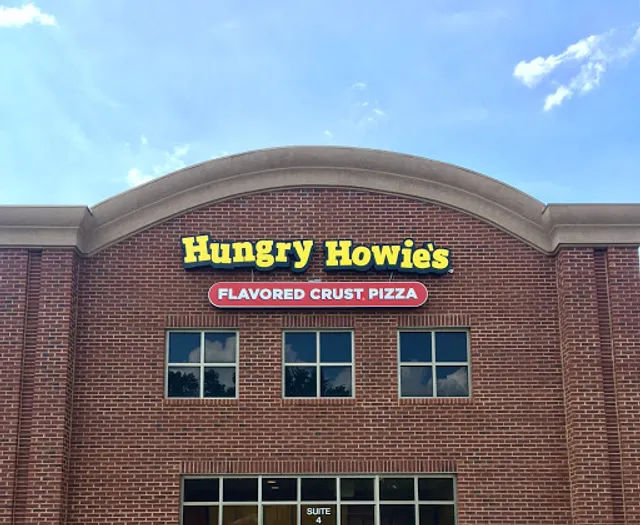 Hungry Howie's
FLAVORED CRUST PIZZA
SUITE
4